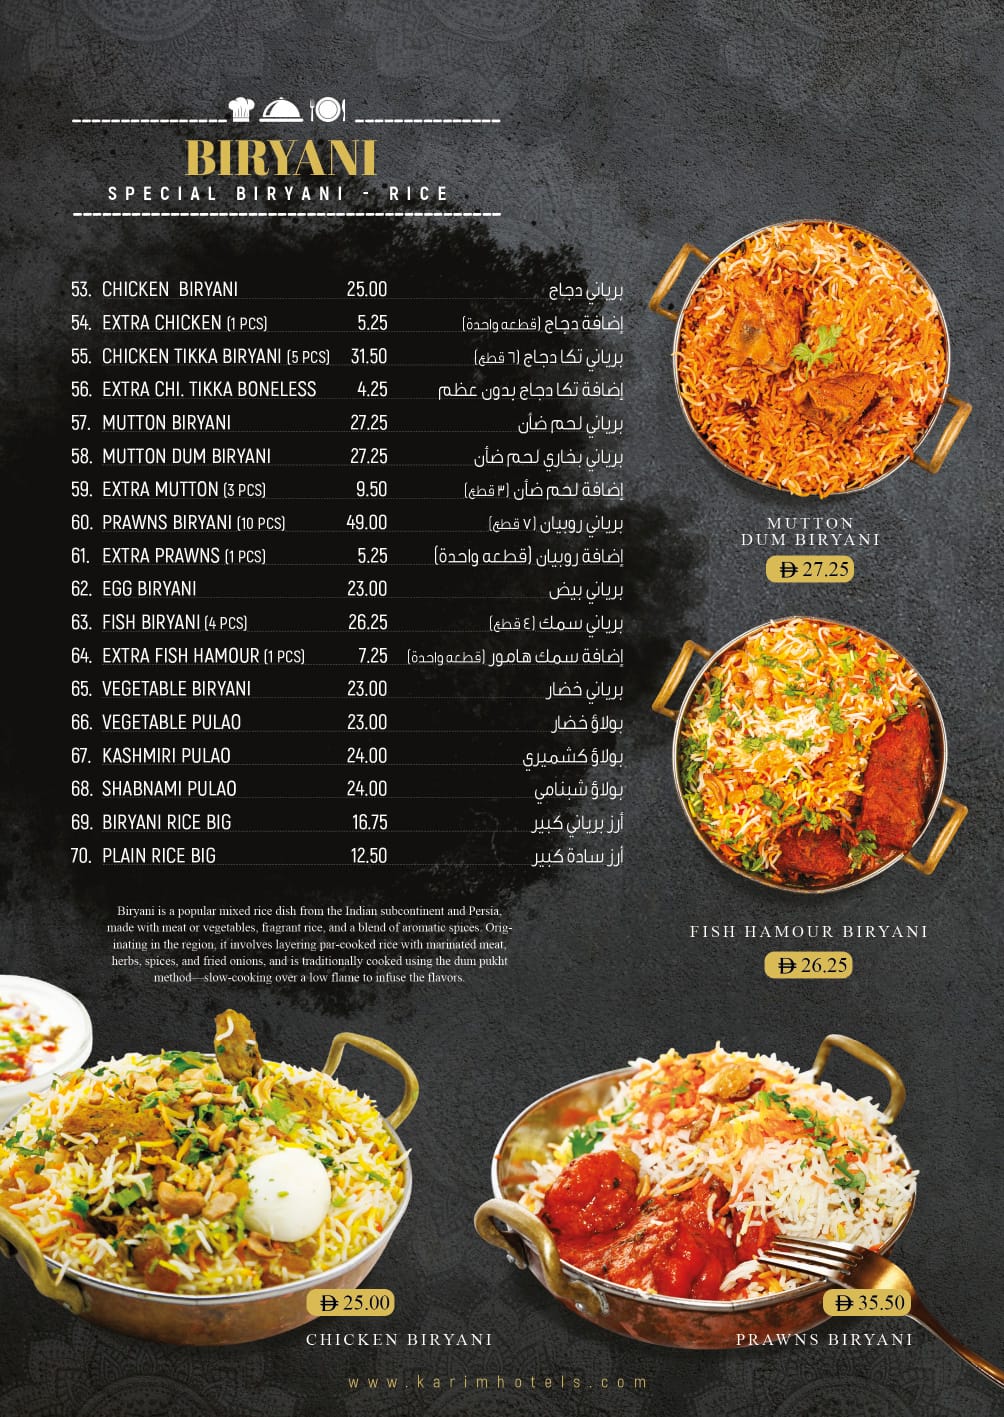 BIRYANI
SPECIAL BIRYANI - RICE
53. CHICKEN BIRYANI 25.00 برياني دجاج
54. EXTRA CHICKEN (1 PCS) 5.25 إضافة دجاج (قطعه واحدة)
55. CHICKEN TIKKA BIRYANI (5 PCS) 31.50 برياني تكا دجاج (٦ قطع)
56. EXTRA CHI. TIKKA BONELESS 4.25 إضافة تكا دجاج بدون عظم
57. MUTTON BIRYANI 27.25 برياني لحم ضأن
58. MUTTON DUM BIRYANI 27.25 برياني بخاري لحم ضأن
59. EXTRA MUTTON (3 PCS) 9.50 إضافة لحم ضأن (٣ قطع)
60. PRAWNS BIRYANI (10 PCS) 49.00 برياني روبيان (٧ قطع)
61. EXTRA PRAWNS (1 PCS) 5.25 إضافة روبيان (قطعه واحدة)
62. EGG BIRYANI 23.00 برياني بيض
63. FISH BIRYANI (4 PCS) 26.25 برياني سمك (٤ قطع)
64. EXTRA FISH HAMOUR (1 PCS) 7.25 إضافة سمك هامور (قطعه واحدة)
65. VEGETABLE BIRYANI 23.00 برياني خضار
66. VEGETABLE PULAO 23.00 بولاؤ خضار
67. KASHMIRI PULAO 24.00 بولاؤ كشميري
68. SHABNAMI PULAO 24.00 بولاؤ شبنامي
69. BIRYANI RICE BIG 16.75 أرز برياني كبير
70. PLAIN RICE BIG 12.50 أرز سادة كبير
Biryani is a popular mixed rice dish from the Indian subcontinent and Persia,
made with meat or vegetables, fragrant rice, and a blend of aromatic spices. Orig-
inating in the region, it involves layering par-cooked rice with marinated meat,
herbs, spices, and fried onions, and is traditionally cooked using the dum pukht
method—slow-cooking over a low flame to infuse the flavors.
MUTTON
DUM BIRYANI
27.25
FISH HAMOUR BIRYANI
26.25
25.00
CHICKEN BIRYANI
35.50
PRAWNS BIRYANI
www.karimhotels.com